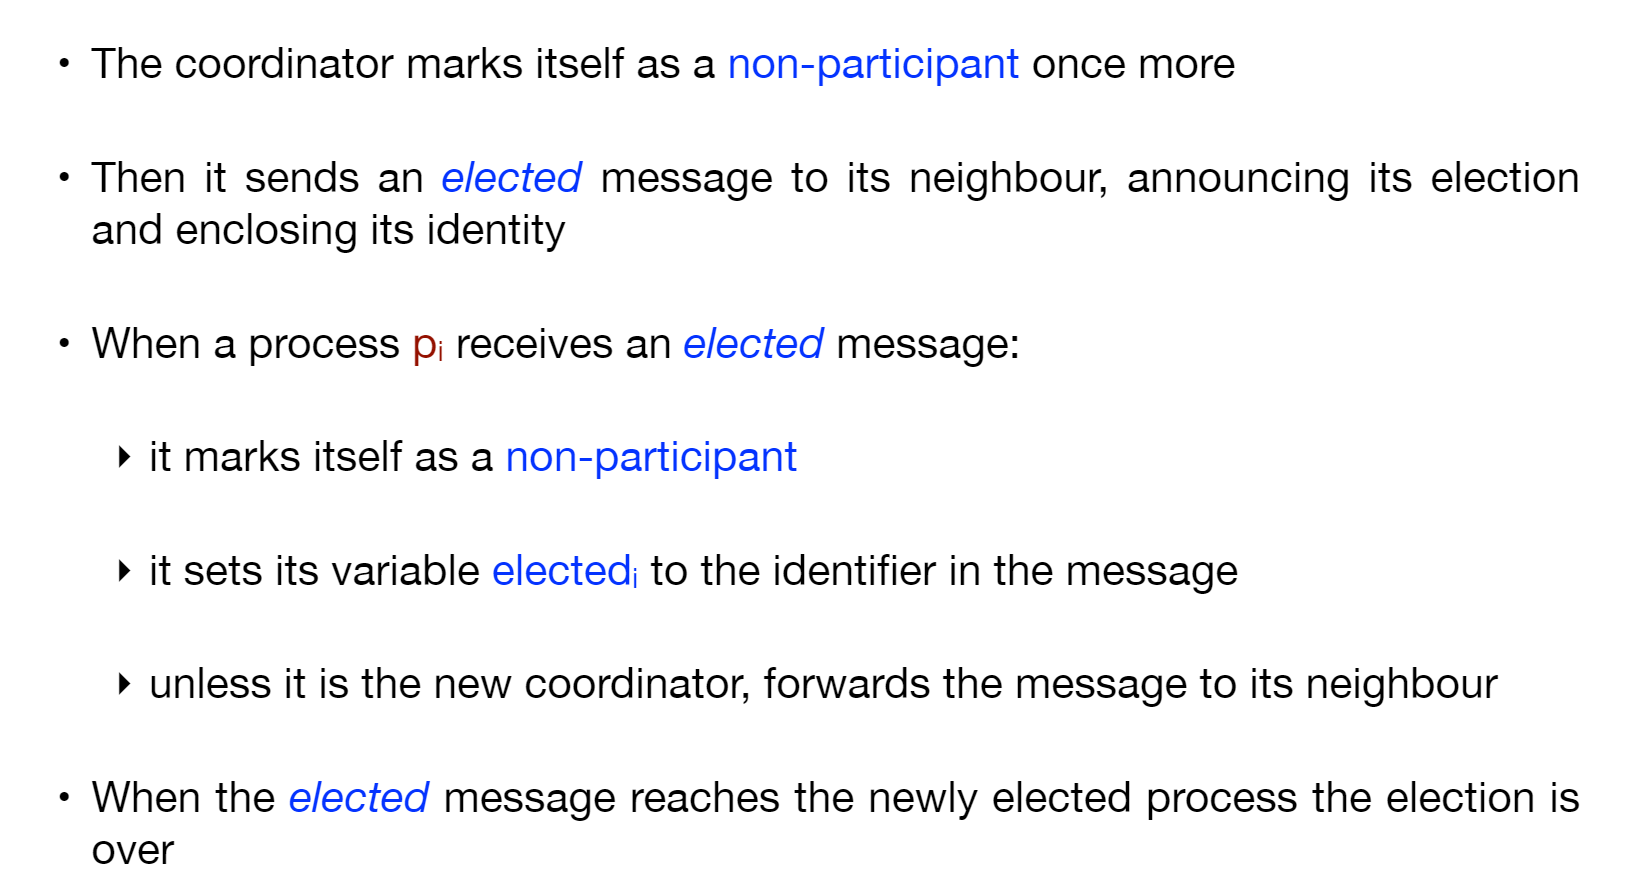 • The coordinator marks itself as a non-participant once more
• Then it sends an elected message to its neighbour, announcing its election
and enclosing its identity
• When a process pᵢ receives an elected message:
‣ it marks itself as a non-participant
‣ it sets its variable electedᵢ to the identifier in the message
‣ unless it is the new coordinator, forwards the message to its neighbour
• When the elected message reaches the newly elected process the election is
over